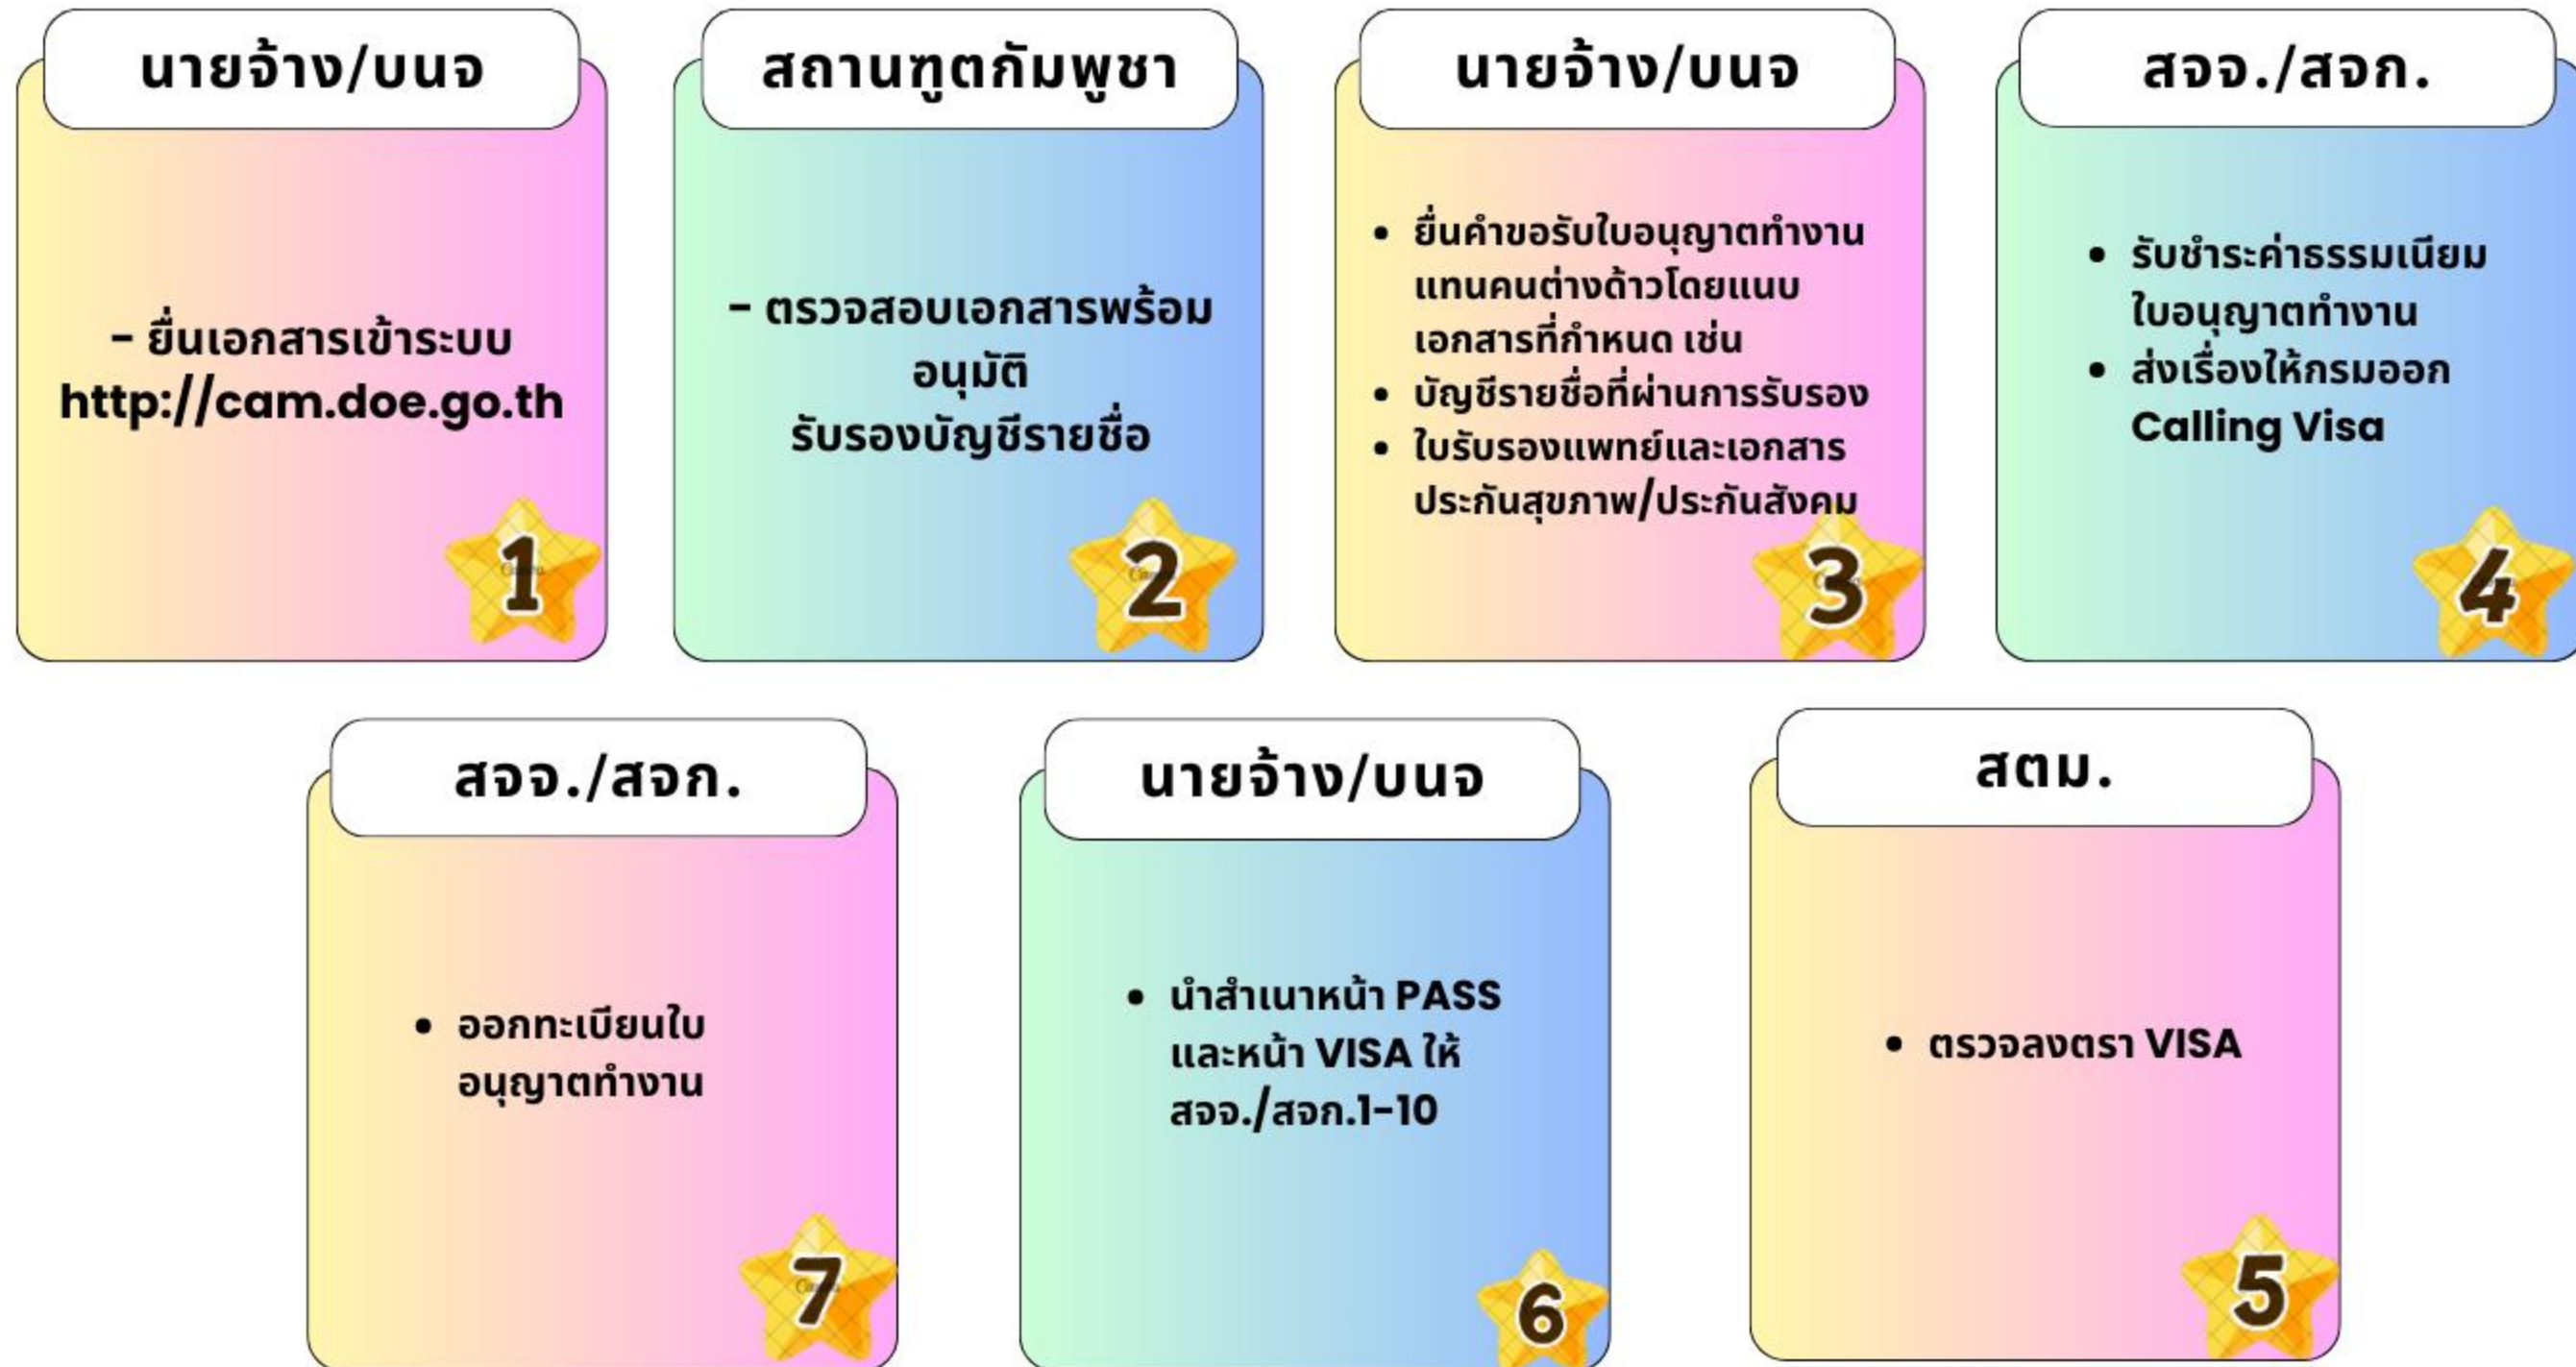 นายจ้าง/บนจ
- ยื่นเอกสารเข้าระบบ
http://cam.doe.go.th
1
สถานฑูตกัมพูชา
- ตรวจสอบเอกสารพร้อม
อนุมัติ
รับรองบัญชีรายชื่อ
2
นายจ้าง/บนจ
• ยื่นคำขอรับใบอนุญาตทำงาน
แทนคนต่างด้าวโดยแนบ
เอกสารที่กำหนด เช่น
• บัญชีรายชื่อที่ผ่านการรับรอง
• ใบรับรองแพทย์และเอกสาร
ประกันสุขภาพ/ประกันสังคม
3
สจจ./สจก.
• รับชำระค่าธรรมเนียม
ใบอนุญาตทำงาน
• ส่งเรื่องให้กรมออก
Calling Visa
4
สตม.
• ตรวจลงตรา VISA
5
นายจ้าง/บนจ
• นำสำเนาหน้า PASS
และหน้า VISA ให้
สจจ./สจก.1-10
6
สจจ./สจก.
• ออกทะเบียนใบ
อนุญาตทำงาน
7